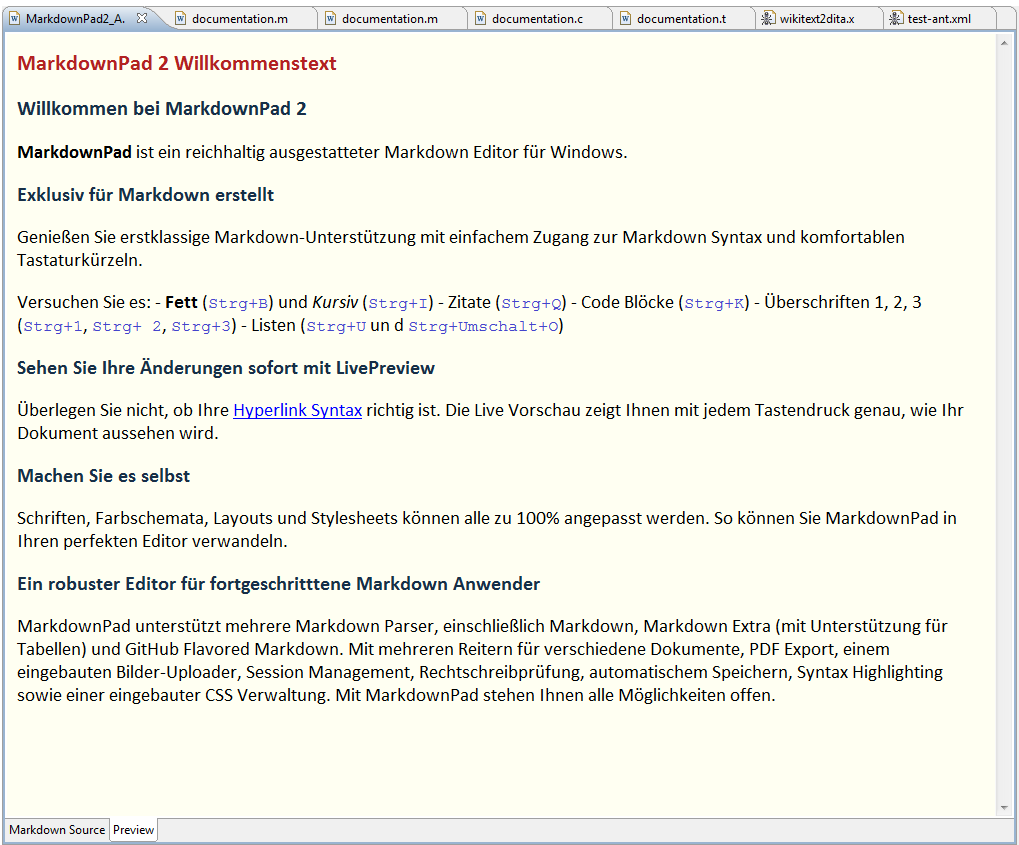 MarkdownPad2_A. documentation.m documentation.m documentation.c documentation.t wikitext2dita.x test-ant.xml
MarkdownPad 2 Willkommenstext
Willkommen bei MarkdownPad 2
MarkdownPad ist ein reichhaltig ausgestatteter Markdown Editor für Windows.
Exklusiv für Markdown erstellt
Genießen Sie erstklassige Markdown-Unterstützung mit einfachem Zugang zur Markdown Syntax und komfortablen
Tastaturkürzeln.
Versuchen Sie es: - Fett (Strg+B) und Kursiv (Strg+I) - Zitate (Strg+Q) - Code Blöcke (Strg+K) - Überschriften 1, 2, 3
(Strg+1, Strg+ 2, Strg+3) - Listen (Strg+U un d Strg+Umschalt+O)
Sehen Sie Ihre Änderungen sofort mit LivePreview
Überlegen Sie nicht, ob Ihre Hyperlink Syntax richtig ist. Die Live Vorschau zeigt Ihnen mit jedem Tastendruck genau, wie Ihr
Dokument aussehen wird.
Machen Sie es selbst
Schriften, Farbschemata, Layouts und Stylesheets können alle zu 100% angepasst werden. So können Sie MarkdownPad in
Ihren perfekten Editor verwandeln.
Ein robuster Editor für fortgeschritttene Markdown Anwender
MarkdownPad unterstützt mehrere Markdown Parser, einschließlich Markdown, Markdown Extra (mit Unterstützung für
Tabellen) und GitHub Flavored Markdown. Mit mehreren Reitern für verschiedene Dokumente, PDF Export, einem
eingebauten Bilder-Uploader, Session Management, Rechtschreibprüfung, automatischem Speichern, Syntax Highlighting
sowie einer eingebauter CSS Verwaltung. Mit MarkdownPad stehen Ihnen alle Möglichkeiten offen.
Markdown Source Preview